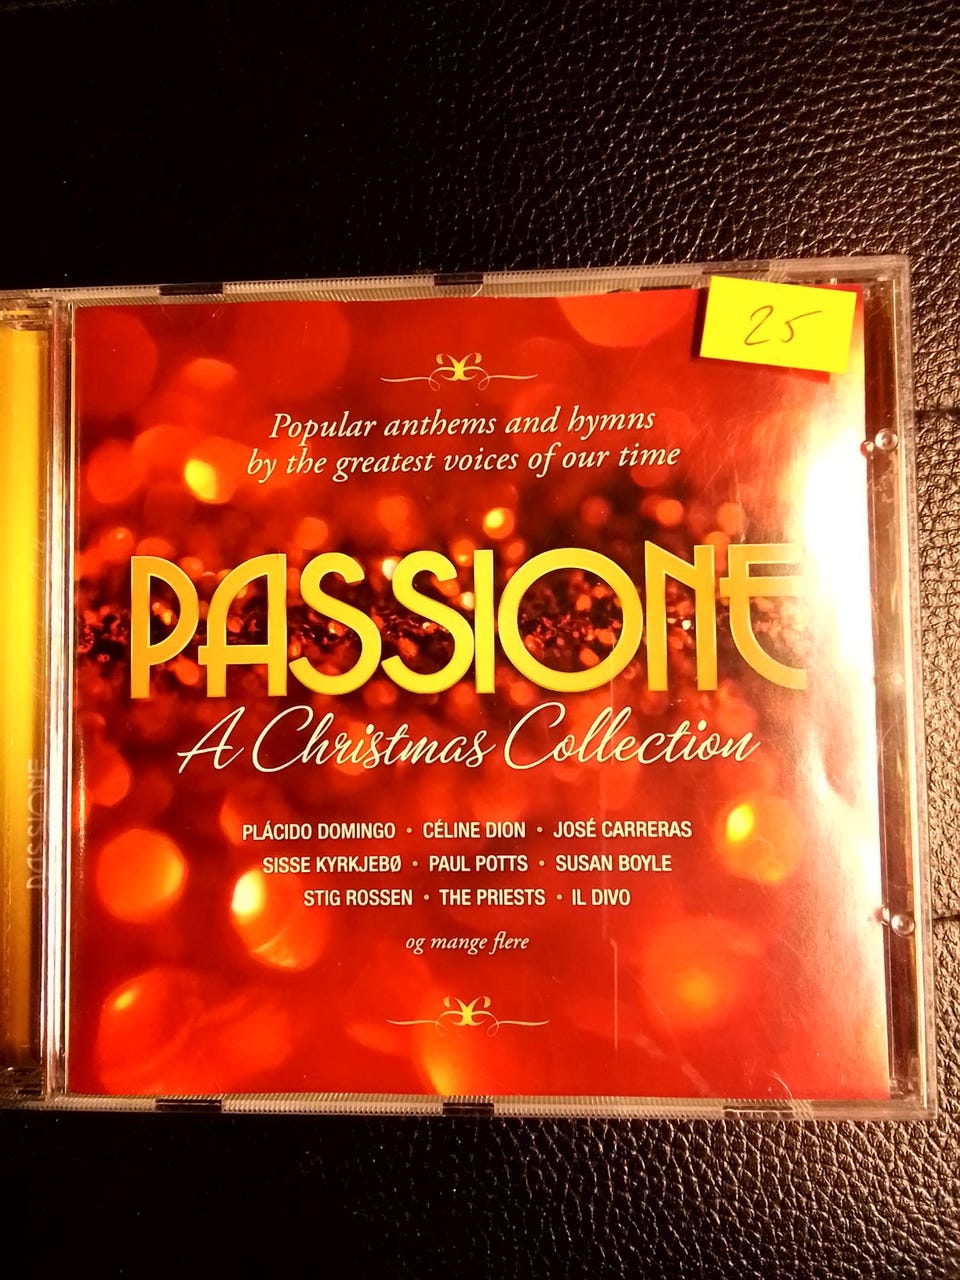 25
Popular anthems and hymns
by the greatest voices of our time
PASSIONE
A Christmas Collection
PLÁCIDO DOMINGO • CÉLINE DION • JOSÉ CARRERAS
SISSE KYRKJEBØ • PAUL POTTS • SUSAN BOYLE
STIG ROSSEN • THE PRIESTS • IL DIVO
og mange flere
PASSIONE